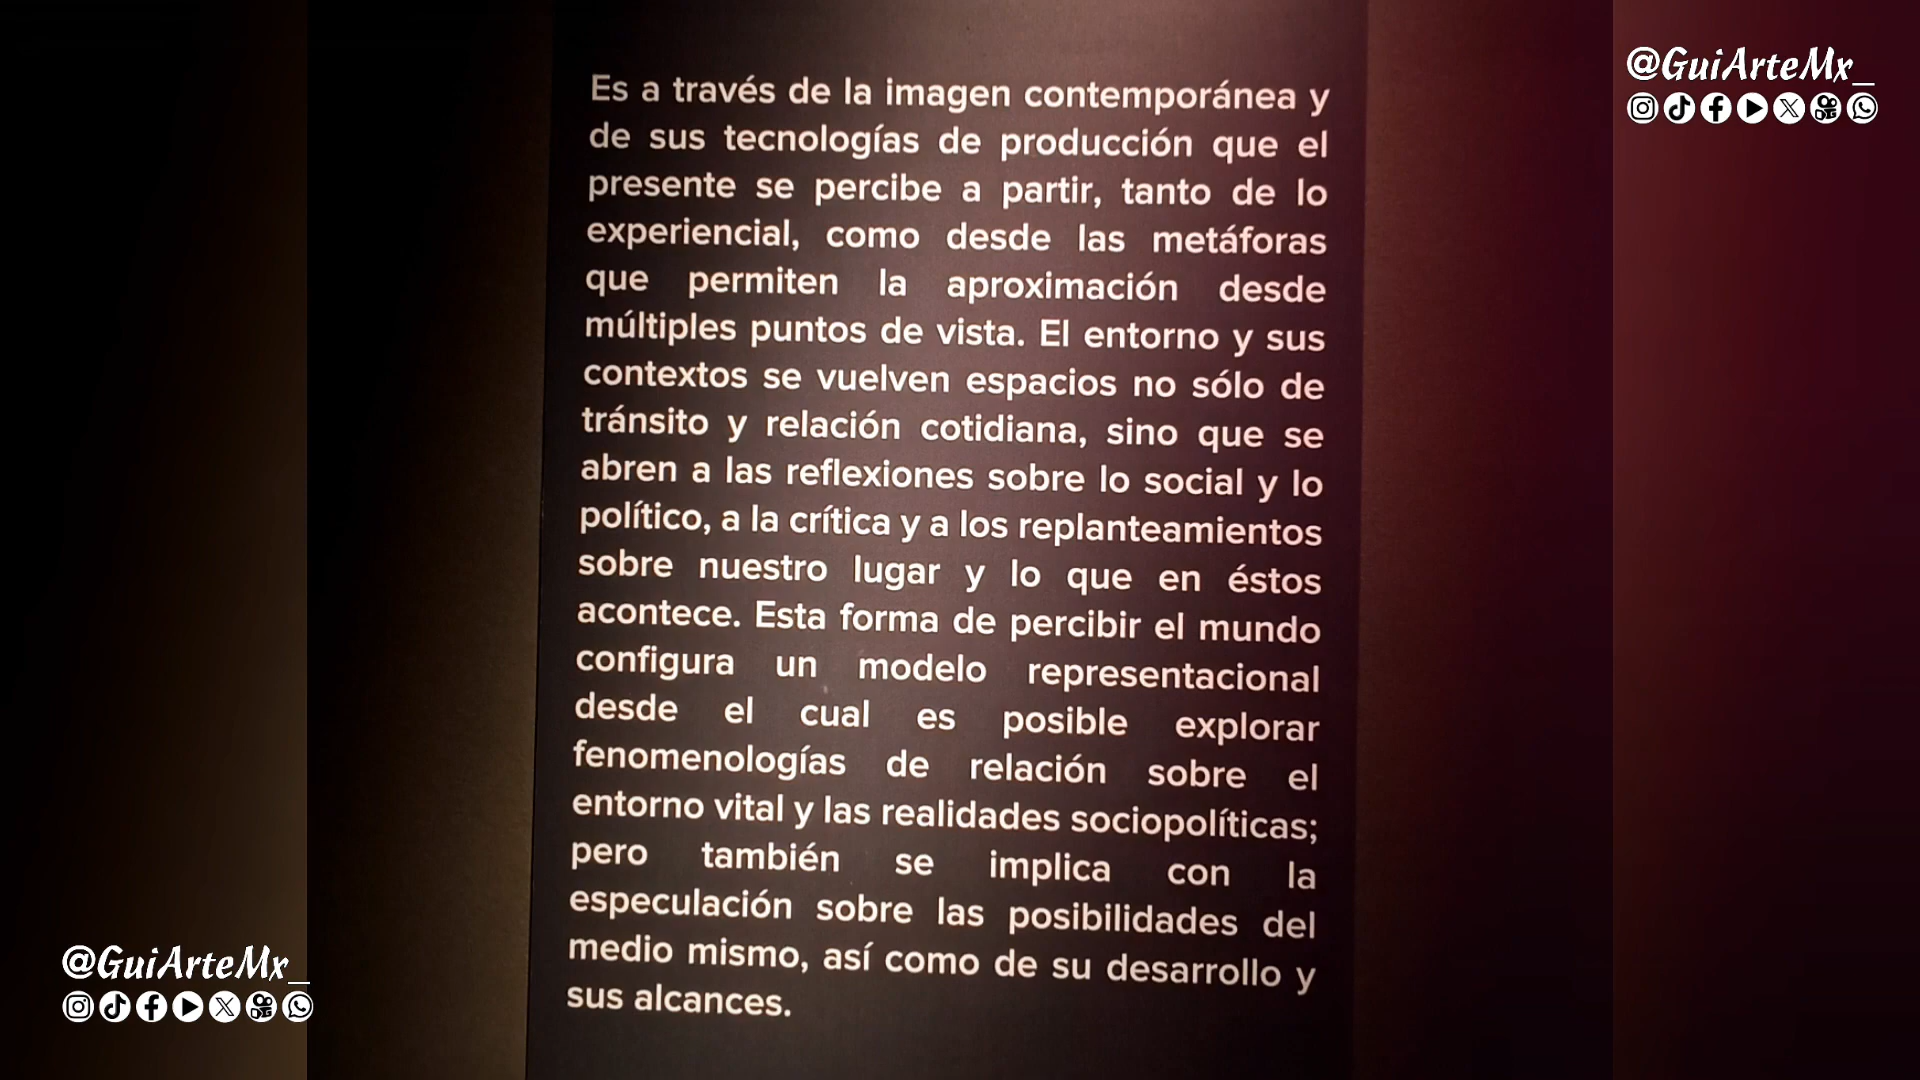 @GuiArteMx_
Es a través de la imagen contemporánea y
de sus tecnologías de producción que el
presente se percibe a partir, tanto de lo
experiencial, como desde las metáforas
que permiten la aproximación desde
múltiples puntos de vista. El entorno y sus
contextos se vuelven espacios no sólo de
tránsito y relación cotidiana, sino que se
abren a las reflexiones sobre lo social y lo
político, a la crítica y a los replanteamientos
sobre nuestro lugar y lo que en éstos
acontece. Esta forma de percibir el mundo
configura un modelo representacional
desde el cual es posible explorar
fenomenologías de relación sobre el
entorno vital y las realidades sociopolíticas;
pero también se implica con la
especulación sobre las posibilidades del
medio mismo, así como de su desarrollo y
sus alcances.
@GuiArteMx_